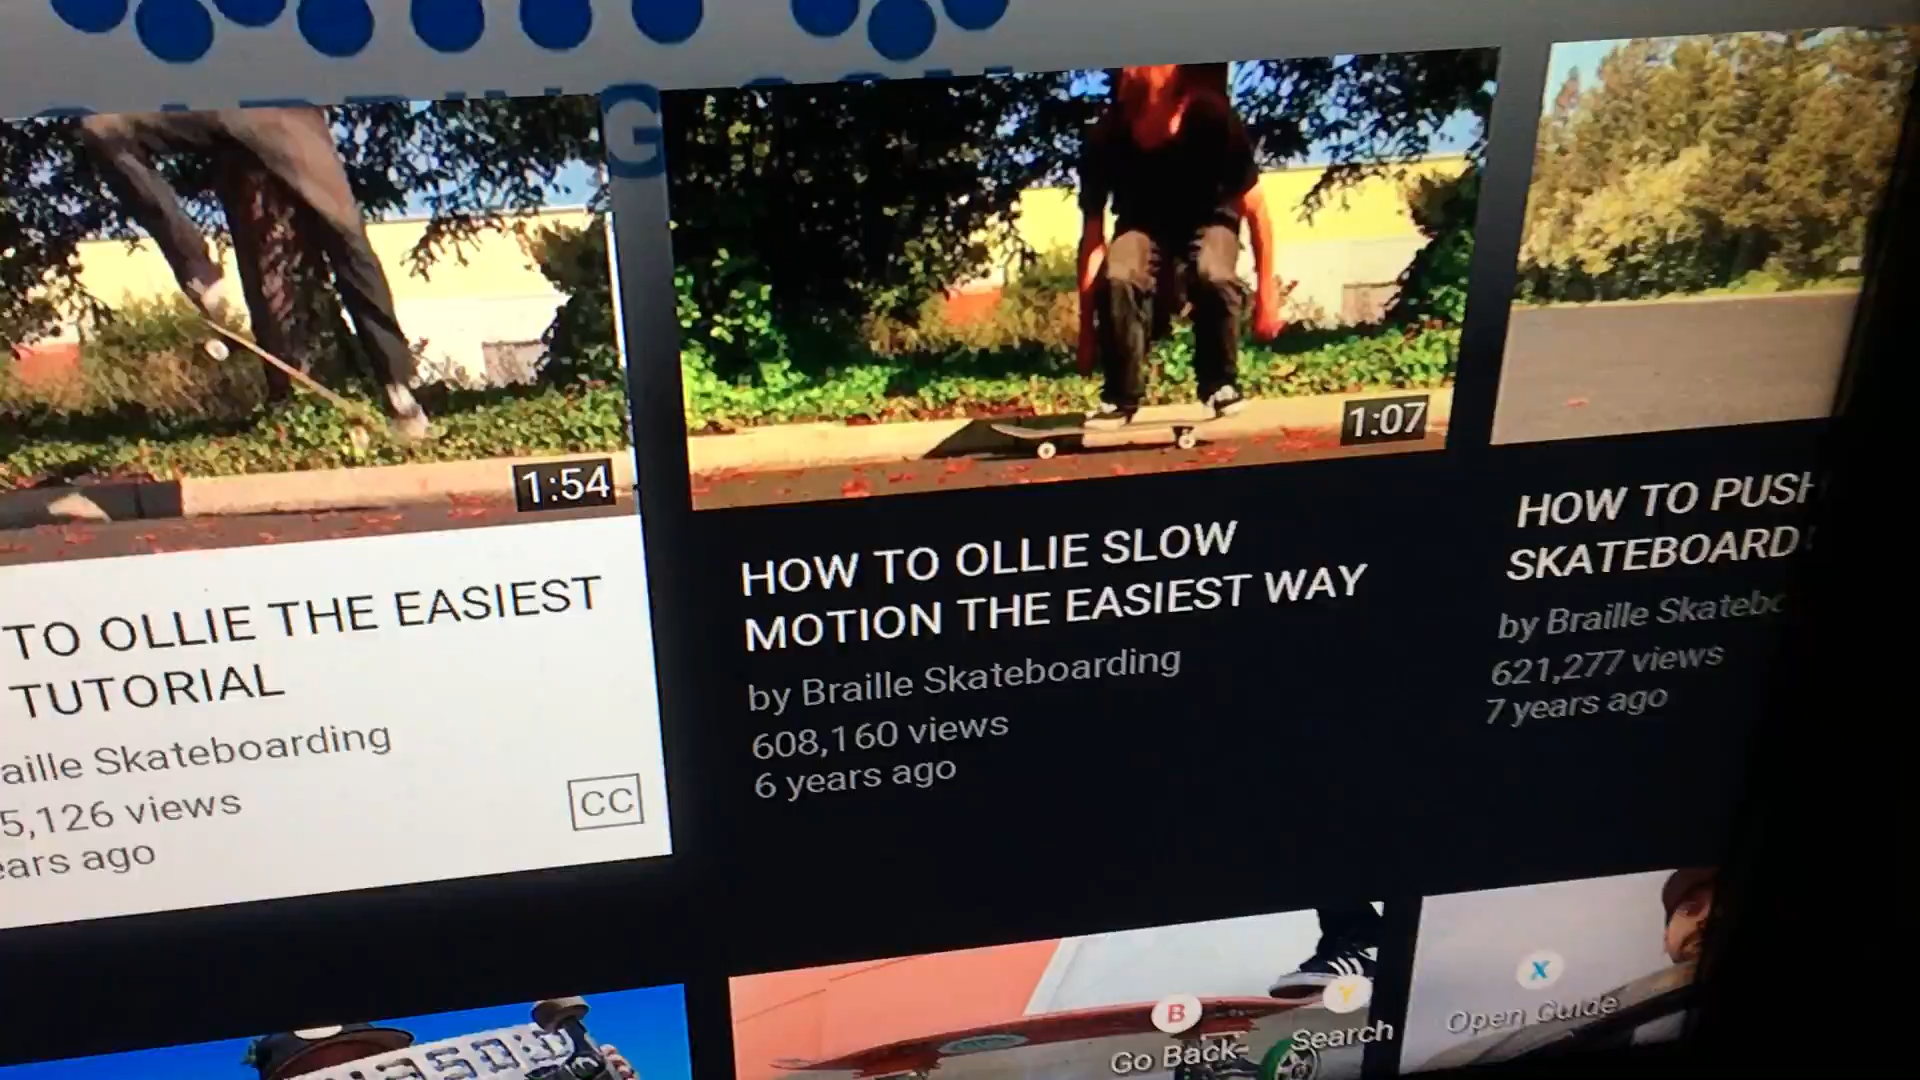 G
1:54
TO OLLIE THE EASIEST
TUTORIAL
aille Skateboarding
5,126 views
ears ago
CC
1:07
HOW TO OLLIE SLOW
MOTION THE EASIEST WAY
by Braille Skateboarding
608,160 views
6 years ago
HOW TO PUSH
SKATEBOARD
by Braille Skatebo
621,277 views
7 years ago
B
Go Back
Y
Search
X
Open Guide